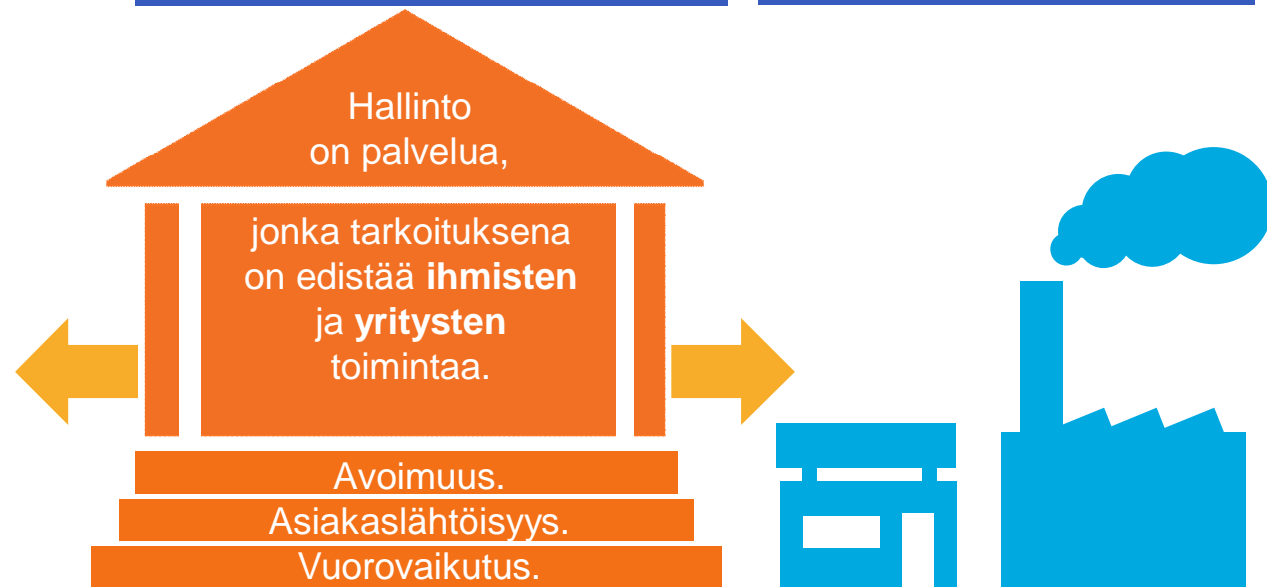 Hallinto
on palvelua,
jonka tarkoituksena
on edistää ihmisten
ja yritysten
toimintaa.
Avoimuus.
Asiakaslähtöisyys.
Vuorovaikutus.